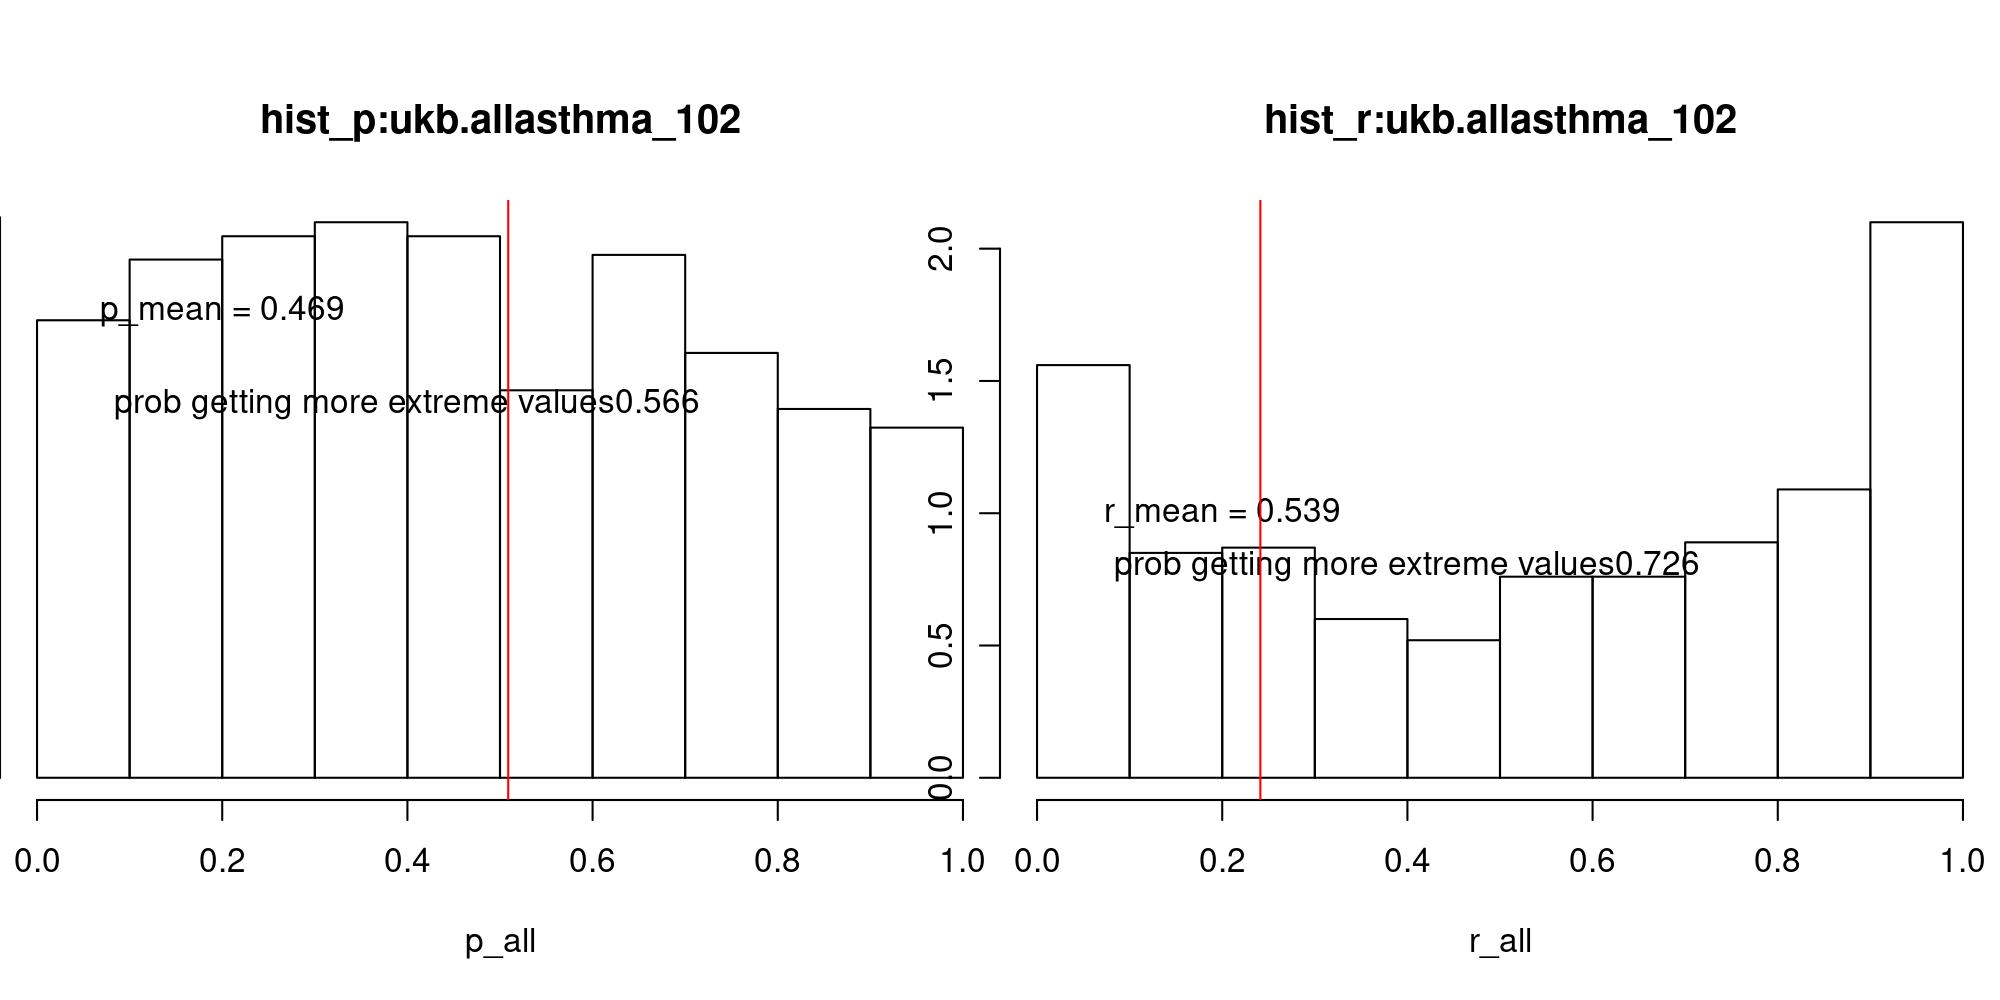 hist_p:ukb.allasthma_102
p_mean = 0.469
prob getting more extreme values0.566
0.0 0.2 0.4 0.6 0.8 1.0
p_all
hist_r:ukb.allasthma_102
2.0
1.5
1.0
0.5
0.0
r_mean = 0.539
prob getting more extreme values0.726
0.0 0.2 0.4 0.6 0.8 1.0
r_all